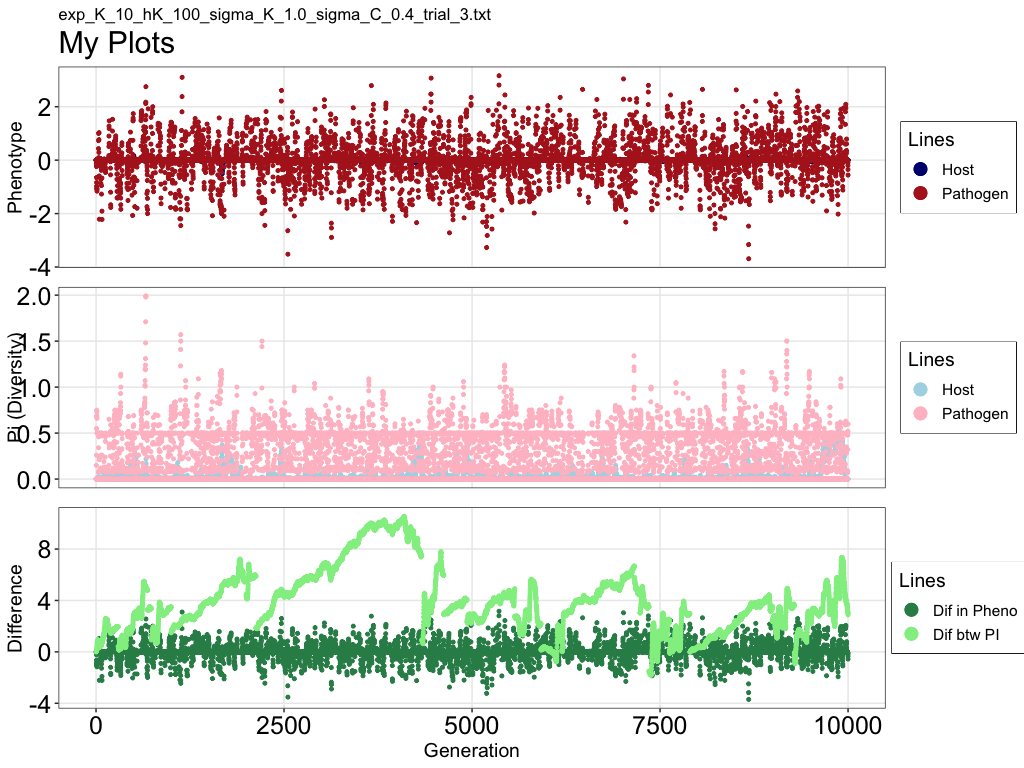 exp_K_10_hK_100_sigma_K_1.0_sigma_C_0.4_trial_3.txt
My Plots
Phenotype
2
0
-2
-4
Lines
Host
Pathogen
Pi (Diversity)
2.0
1.5
1.0
0.5
0.0
Lines
Host
Pathogen
Difference
8
4
0
-4
Lines
Dif in Pheno
Dif btw PI
0 2500 5000 7500 10000
Generation